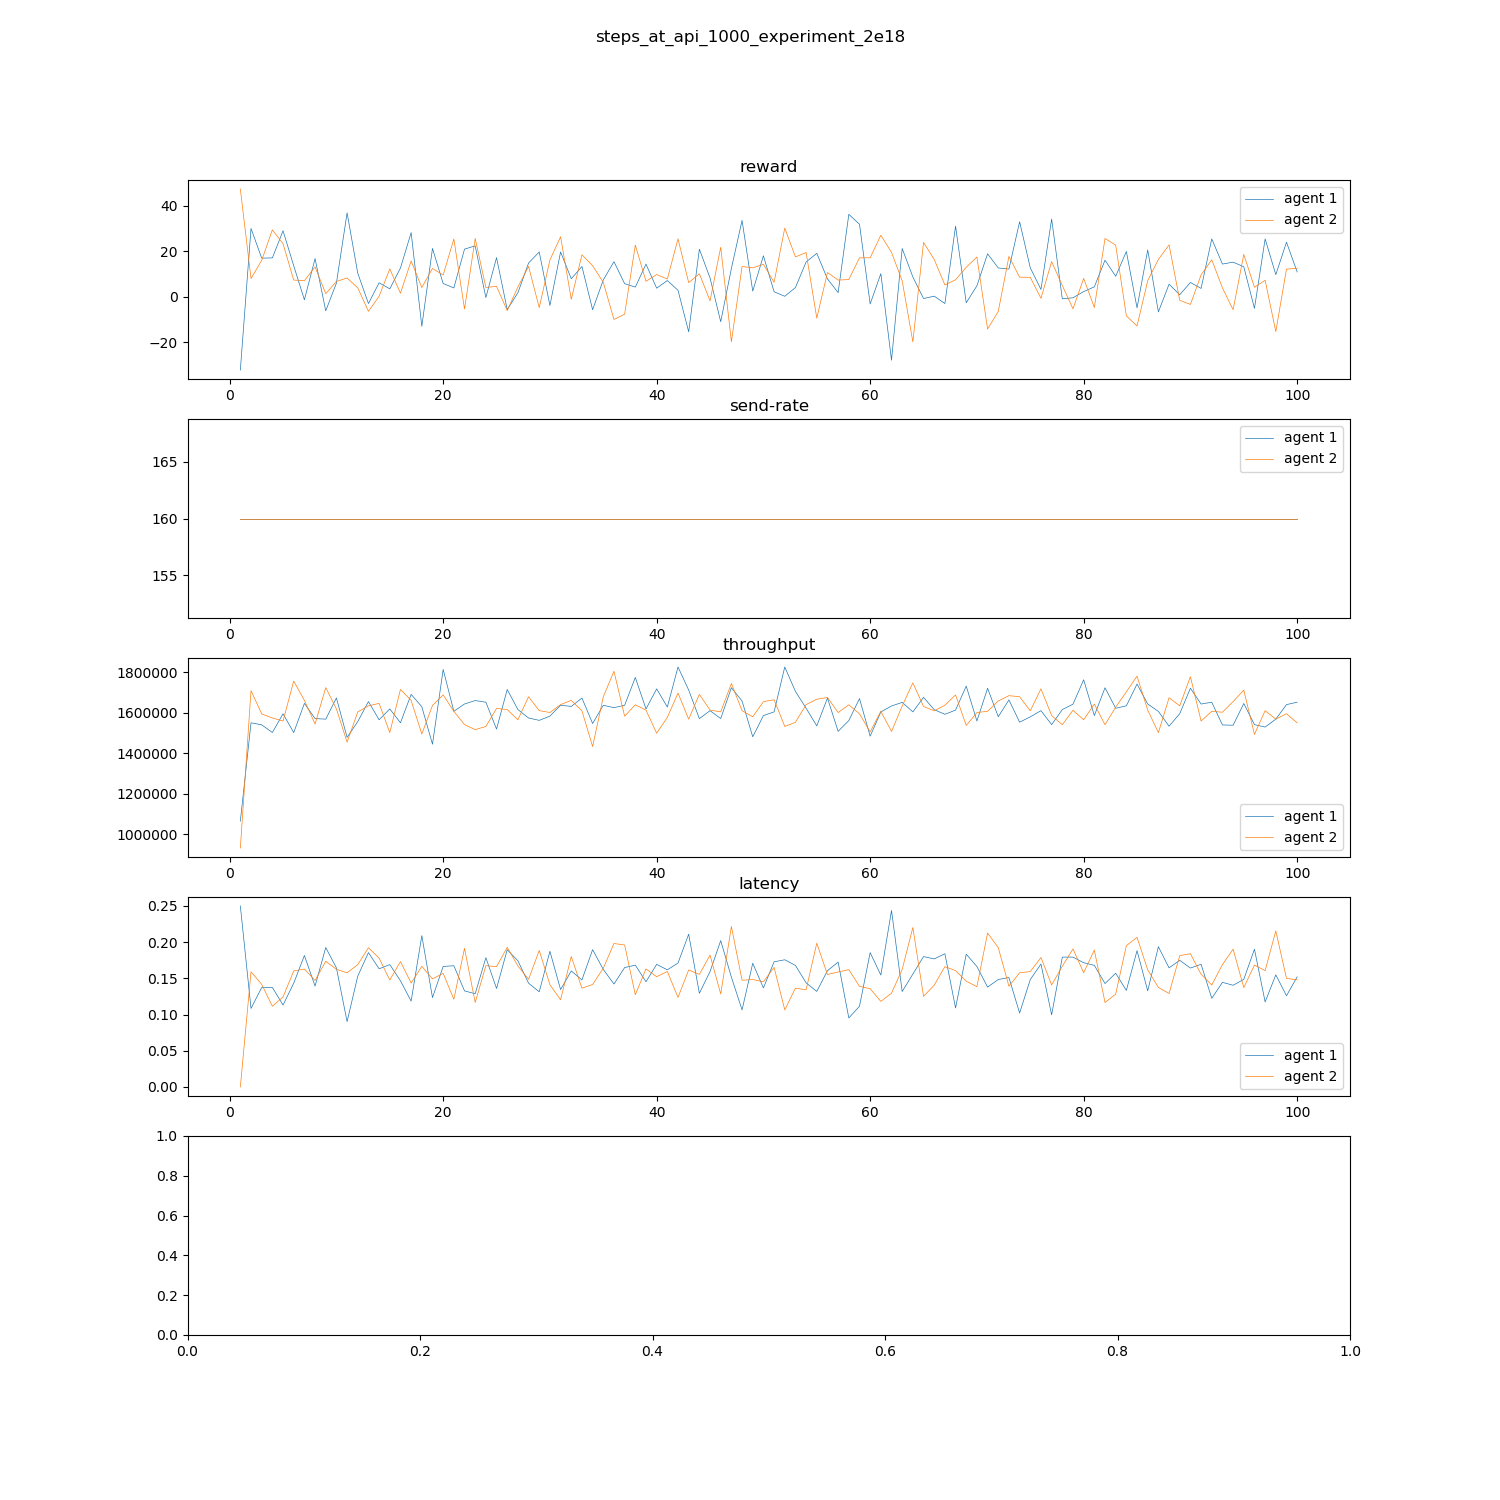 steps_at_api_1000_experiment_2e18
reward
40
20
0
−20
agent 1
agent 2
0 20 40 60 80 100
send-rate
165
160
155
agent 1
agent 2
0 20 40 60 80 100
throughput
1800000
1600000
1400000
1200000
1000000
agent 1
agent 2
0 20 40 60 80 100
latency
0.25
0.20
0.15
0.10
0.05
0.00
agent 1
agent 2
0 20 40 60 80 100
1.0
0.8
0.6
0.4
0.2
0.0
0.0 0.2 0.4 0.6 0.8 1.0